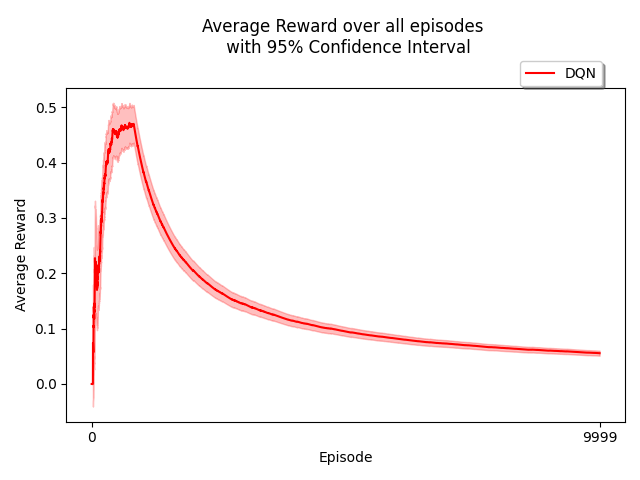 Average Reward over all episodes
with 95% Confidence Interval
DQN
0.5
0.4
0.3
0.2
0.1
0.0
Average Reward
0
9999
Episode